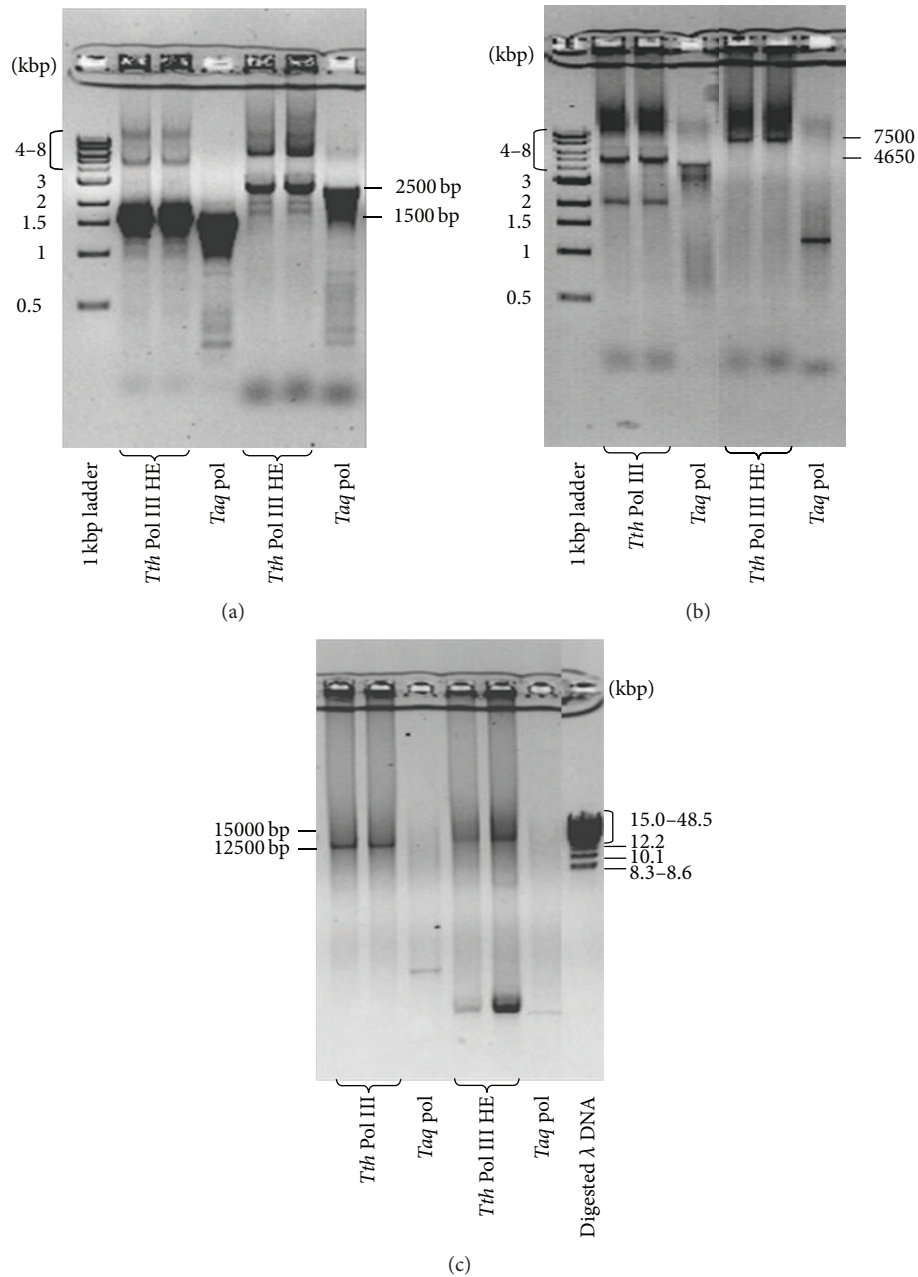 (kbp)
4–8
3
2
1.5
1
0.5
2500 bp
1500 bp
1 kbp ladder
Tth Pol III HE
Taq pol
Tth Pol III HE
Taq pol
(a)
(kbp)
4–8
3
2
1.5
1
0.5
7500
4650
1 kbp ladder
Tth Pol III
Taq pol
Tth Pol III HE
Taq pol
(b)
15000 bp
12500 bp
(kbp)
15.0–48.5
12.2
10.1
8.3–8.6
Tth Pol III
Taq pol
Tth Pol III HE
Taq pol
Digested λ DNA
(c)